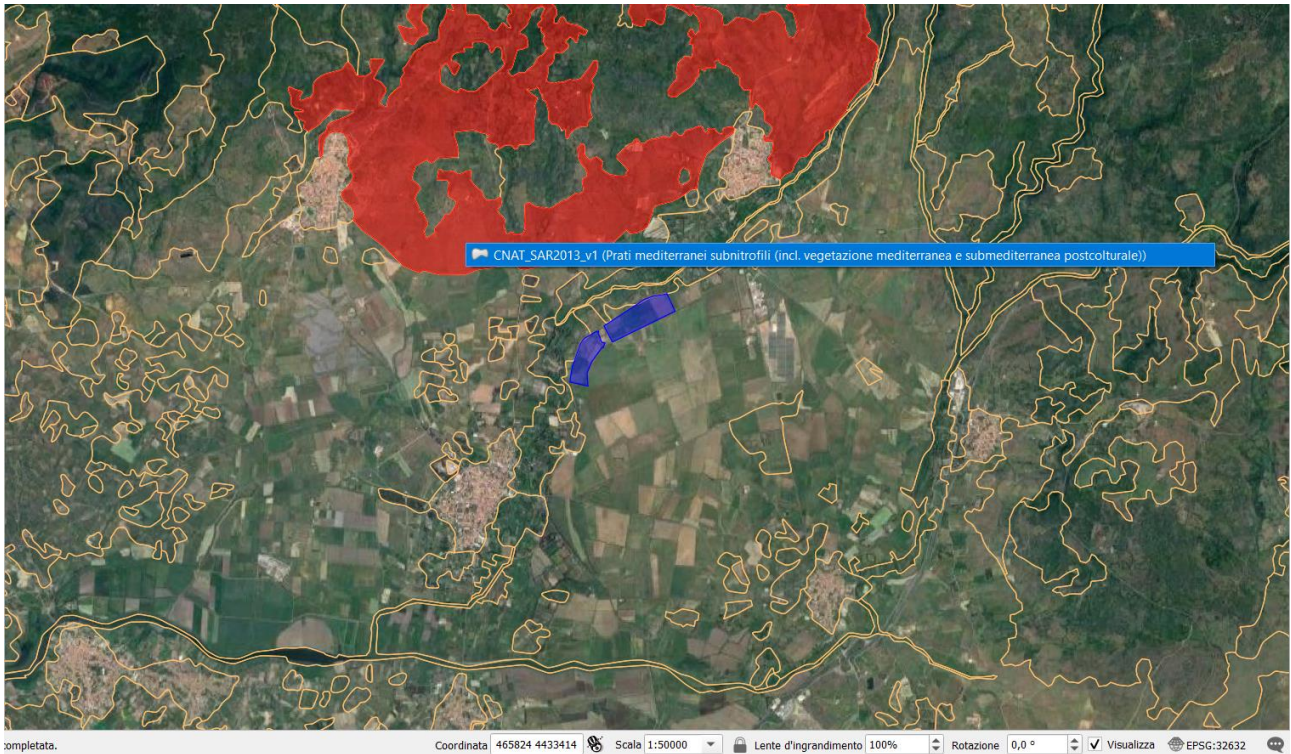 CNAT_SAR2013_v1 (Prati mediterranei subnitrofili (incl. vegetazione mediterranea e submediterranea postcolturale))
completata.
Coordinata 465824 4433414 Scala 1:50000 Lente d'ingrandimento 100% Rotazione 0,0 ° Visualizza EPSG:32632